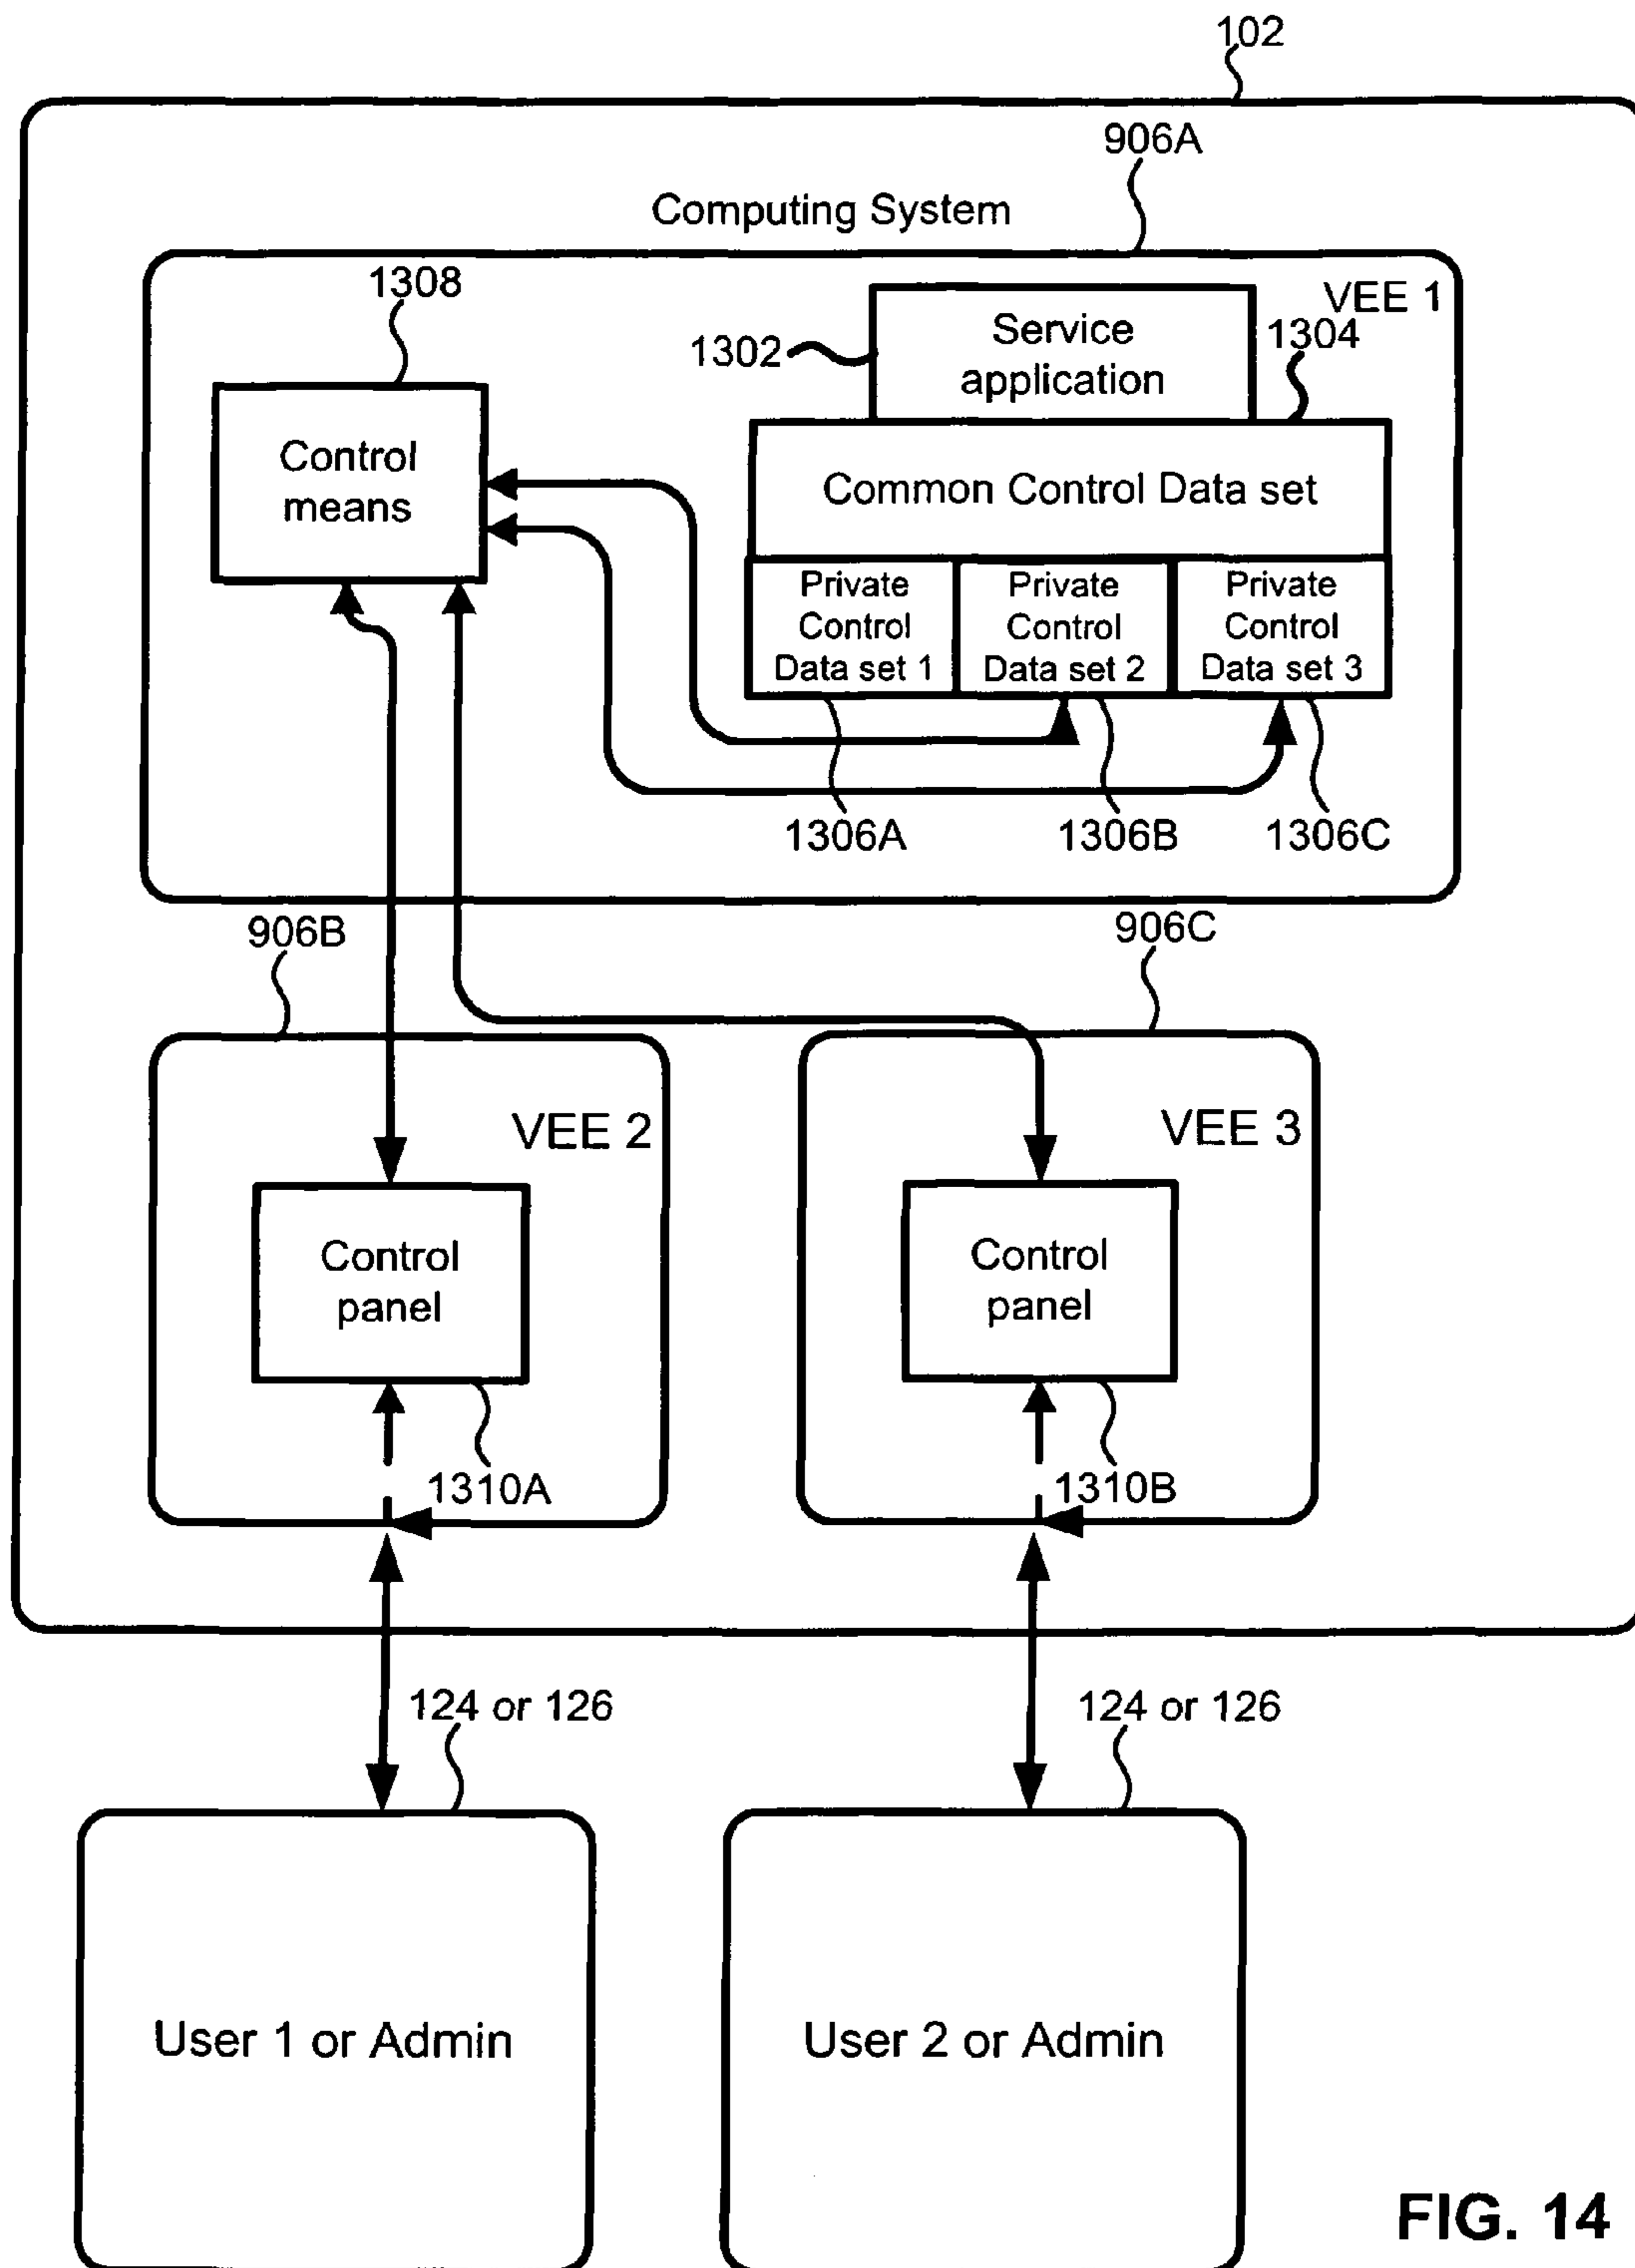 102
906A
Computing System
1308
VEE 1
1302
Service
application
1304
Control
means
Common Control Data set
Private
Control
Data set 1
Private
Control
Data set 2
Private
Control
Data set 3
1306A
1306B
1306C
906B
906C
VEE 2
VEE 3
Control
panel
Control
panel
1310A
1310B
124 or 126
124 or 126
User 1 or Admin
User 2 or Admin
FIG. 14